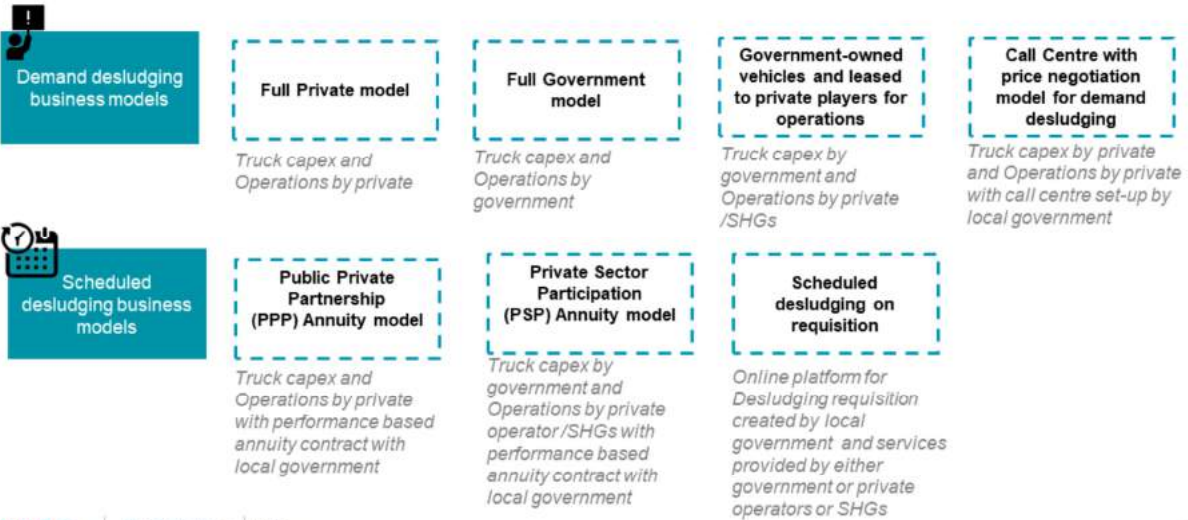 Demand desludging
business models
Full Private model
Truck capex and
Operations by private
Full Government
model
Truck capex and
Operations by
government
Government-owned
vehicles and leased
to private players for
operations
Truck capex by
government and
Operations by private
/SHGs
Call Centre with
price negotiation
model for demand
desludging
Truck capex by private
and Operations by private
with call centre set-up by
local government
Scheduled
desludging business
models
Public Private
Partnership
(PPP) Annuity model
Truck capex and
Operations by private
with performance based
annuity contract with
local government
Private Sector
Participation
(PSP) Annuity model
Truck capex by
government and
Operations by private
operator/SHGs with
performance based
annuity contract with
local government
Scheduled
desludging on
requisition
Online platform for
Desludging requisition
created by local
government and services
provided by either
government or private
operators or SHGs